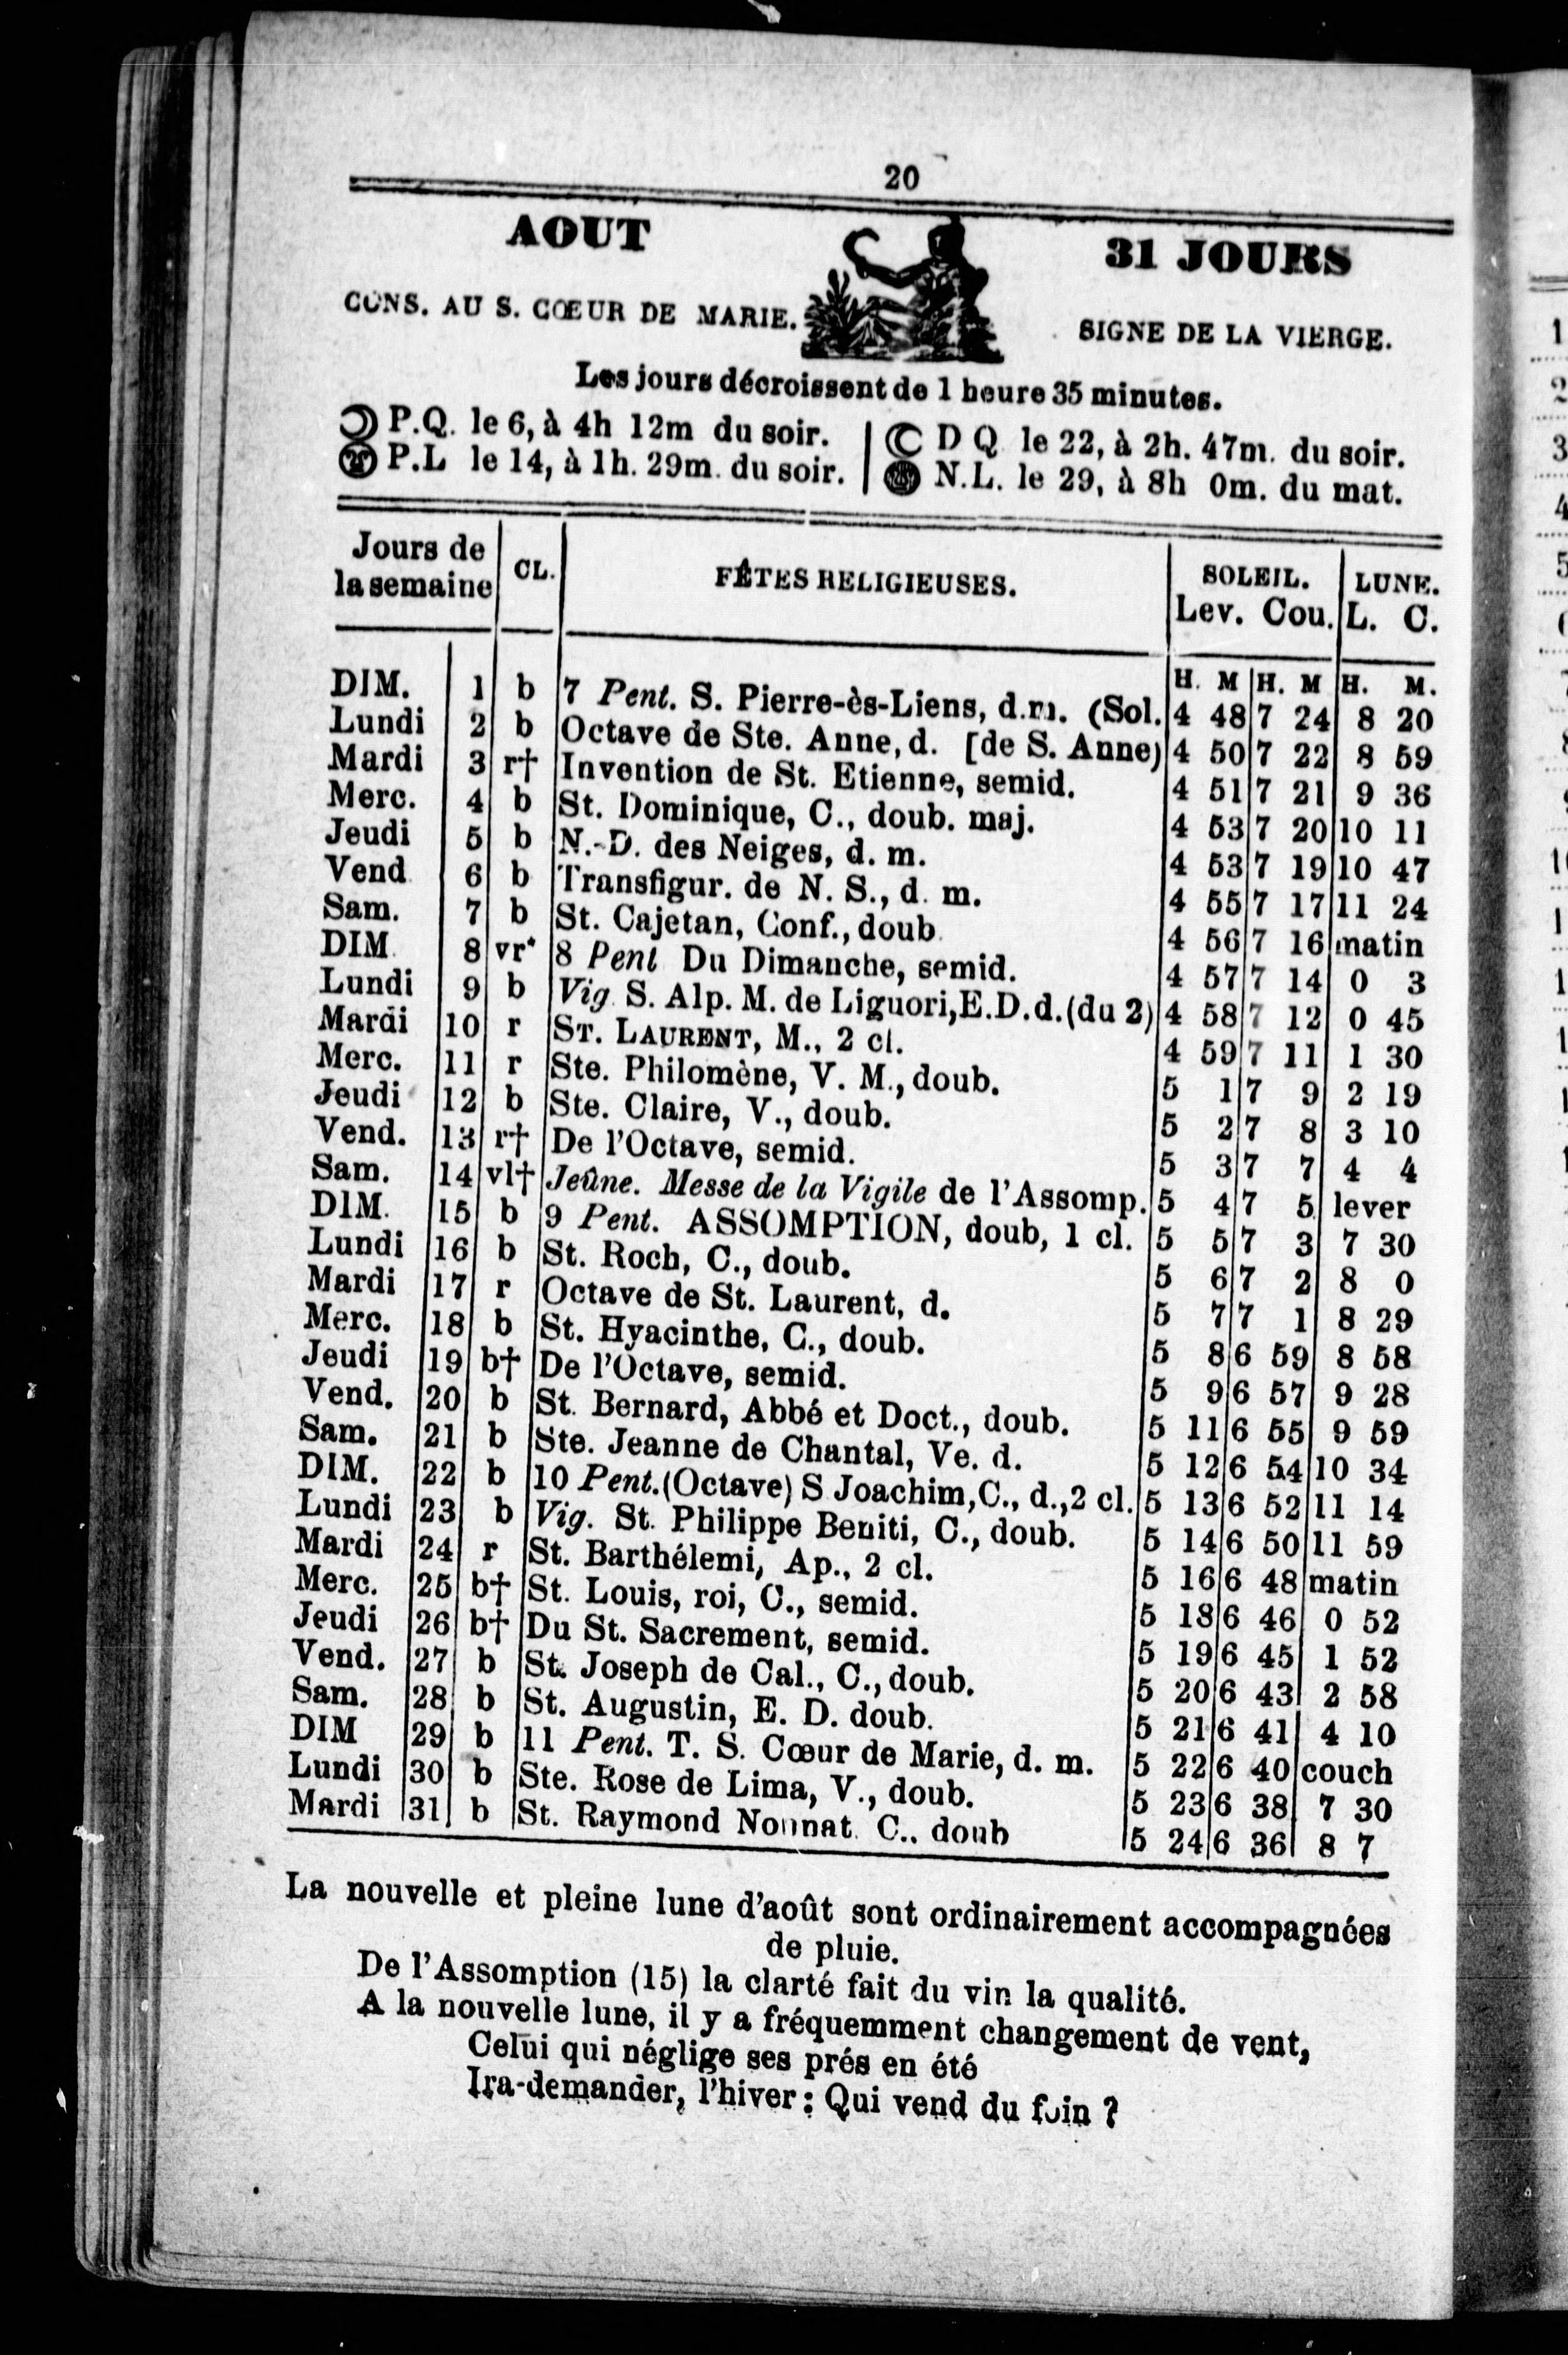 20
AOUT
31 JOURS
CONS. AU S. CŒUR DE MARIE.
SIGNE DE LA VIERGE.
Les jours décroissent de 1 heure 35 minutes.
P.Q. le 6, à 4h 12m du soir. D Q le 22, à 2h. 47m. du soir.
P.L le 14, à 1h. 29m. du soir. N.L. le 29, à 8h 0m. du mat.
Jours de la semaine CL. FÊTES RELIGIEUSES. SOLEIL. LUNE.
Lev. Cou. L. C.
H. M H. M H. M.
DIM. 1 b 7 Pent. S. Pierre-ès-Liens, d.m. (Sol. 4 48 7 24 8 20
Lundi 2 b Octave de Ste. Anne, d. [de S. Anne) 4 50 7 22 8 59
Mardi 3 r† Invention de St. Etienne, semid. 4 51 7 21 9 36
Merc. 4 b St. Dominique, C., doub. maj. 4 53 7 20 10 11
Jeudi 5 b N.-D. des Neiges, d. m. 4 53 7 19 10 47
Vend 6 b Transfigur. de N. S., d. m. 4 55 7 17 11 24
Sam. 7 b St. Cajetan, Conf., doub. 4 56 7 16 matin
DIM 8 vr* 8 Pent Du Dimanche, semid. 4 57 7 14 0 3
Lundi 9 b Vig. S. Alp. M. de Liguori, E.D.d. (du 2) 4 58 7 12 0 45
Mardi 10 r ST. LAURENT, M., 2 cl. 4 59 7 11 1 30
Merc. 11 r Ste. Philomène, V. M., doub. 5 1 7 9 2 19
Jeudi 12 b Ste. Claire, V., doub. 5 2 7 8 3 10
Vend. 13 r† De l'Octave, semid. 5 3 7 7 4 4
Sam. 14 vl† Jeûne. Messe de la Vigile de l'Assomp. 5 4 7 5 lever
DIM. 15 b 9 Pent. ASSOMPTION, doub, 1 cl. 5 5 7 3 7 30
Lundi 16 b St. Roch, C., doub. 5 6 7 2 8 0
Mardi 17 r Octave de St. Laurent, d. 5 7 7 1 8 29
Merc. 18 b St. Hyacinthe, C., doub. 5 8 6 59 8 58
Jeudi 19 b† De l'Octave, semid. 5 9 6 57 9 28
Vend. 20 b St. Bernard, Abbé et Doct., doub. 5 11 6 55 9 59
Sam. 21 b Ste. Jeanne de Chantal, Ve. d. 5 12 6 54 10 34
DIM. 22 b 10 Pent. (Octave) S Joachim, C., d., 2 cl. 5 13 6 52 11 14
Lundi 23 b Vig. St. Philippe Beniti, C., doub. 5 14 6 50 11 59
Mardi 24 r St. Barthélemi, Ap., 2 cl. 5 16 6 48 matin
Merc. 25 b† St. Louis, roi, C., semid. 5 18 6 46 0 52
Jeudi 26 b† Du St. Sacrement, semid. 5 19 6 45 1 52
Vend. 27 b St. Joseph de Cal., C., doub. 5 20 6 43 2 58
Sam. 28 b St. Augustin, E. D. doub. 5 21 6 41 4 10
DIM 29 b 11 Pent. T. S. Cœur de Marie, d. m. 5 22 6 40 couch
Lundi 30 b Ste. Rose de Lima, V., doub. 5 23 6 38 7 30
Mardi 31 b St. Raymond Nonnat. C.. doub 5 24 6 36 8 7
La nouvelle et pleine lune d'août sont ordinairement accompagnées
de pluie.
De l'Assomption (15) la clarté fait du vin la qualité.
A la nouvelle lune, il y a fréquemment changement de vent,
Celui qui néglige ses prés en été
Ira-demander, l'hiver : Qui vend du foin ?